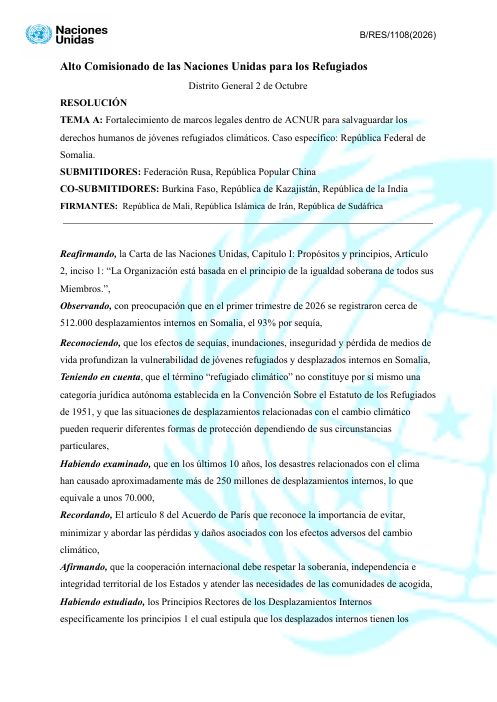 Naciones
Unidas
B/RES/1108(2026)
Alto Comisionado de las Naciones Unidas para los Refugiados
Distrito General 2 de Octubre
RESOLUCIÓN
TEMA A: Fortalecimiento de marcos legales dentro de ACNUR para salvaguardar los
derechos humanos de jóvenes refugiados climáticos. Caso específico: República Federal de
Somalia.
SUBMITIDORES: Federación Rusa, República Popular China
CO-SUBMITIDORES: Burkina Faso, República de Kazajistán, República de la India
FIRMANTES: República de Mali, República Islámica de Irán, República de Sudáfrica
Reafirmando, la Carta de las Naciones Unidas, Capítulo I: Propósitos y principios, Artículo
2, inciso 1: “La Organización está basada en el principio de la igualdad soberana de todos sus
Miembros.”,
Observando, con preocupación que en el primer trimestre de 2026 se registraron cerca de
512.000 desplazamientos internos en Somalia, el 93% por sequía,
Reconociendo, que los efectos de sequías, inundaciones, inseguridad y pérdida de medios de
vida profundizan la vulnerabilidad de jóvenes refugiados y desplazados internos en Somalia,
Teniendo en cuenta, que el término “refugiado climático” no constituye por si mismo una
categoría jurídica autónoma establecida en la Convención Sobre el Estatuto de los Refugiados
de 1951, y que las situaciones de desplazamientos relacionadas con el cambio climático
pueden requerir diferentes formas de protección dependiendo de sus circunstancias
particulares,
Habiendo examinado, que en los últimos 10 años, los desastres relacionados con el clima
han causado aproximadamente más de 250 millones de desplazamientos internos, lo que
equivale a unos 70.000,
Recordando, El artículo 8 del Acuerdo de París que reconoce la importancia de evitar,
minimizar y abordar las pérdidas y daños asociados con los efectos adversos del cambio
climático,
Afirmando, que la cooperación internacional debe respetar la soberanía, independencia e
integridad territorial de los Estados y atender las necesidades de las comunidades de acogida,
Habiendo estudiado, los Principios Rectores de los Desplazamientos Internos
específicamente los principios 1 el cual estipula que los desplazados internos tienen los